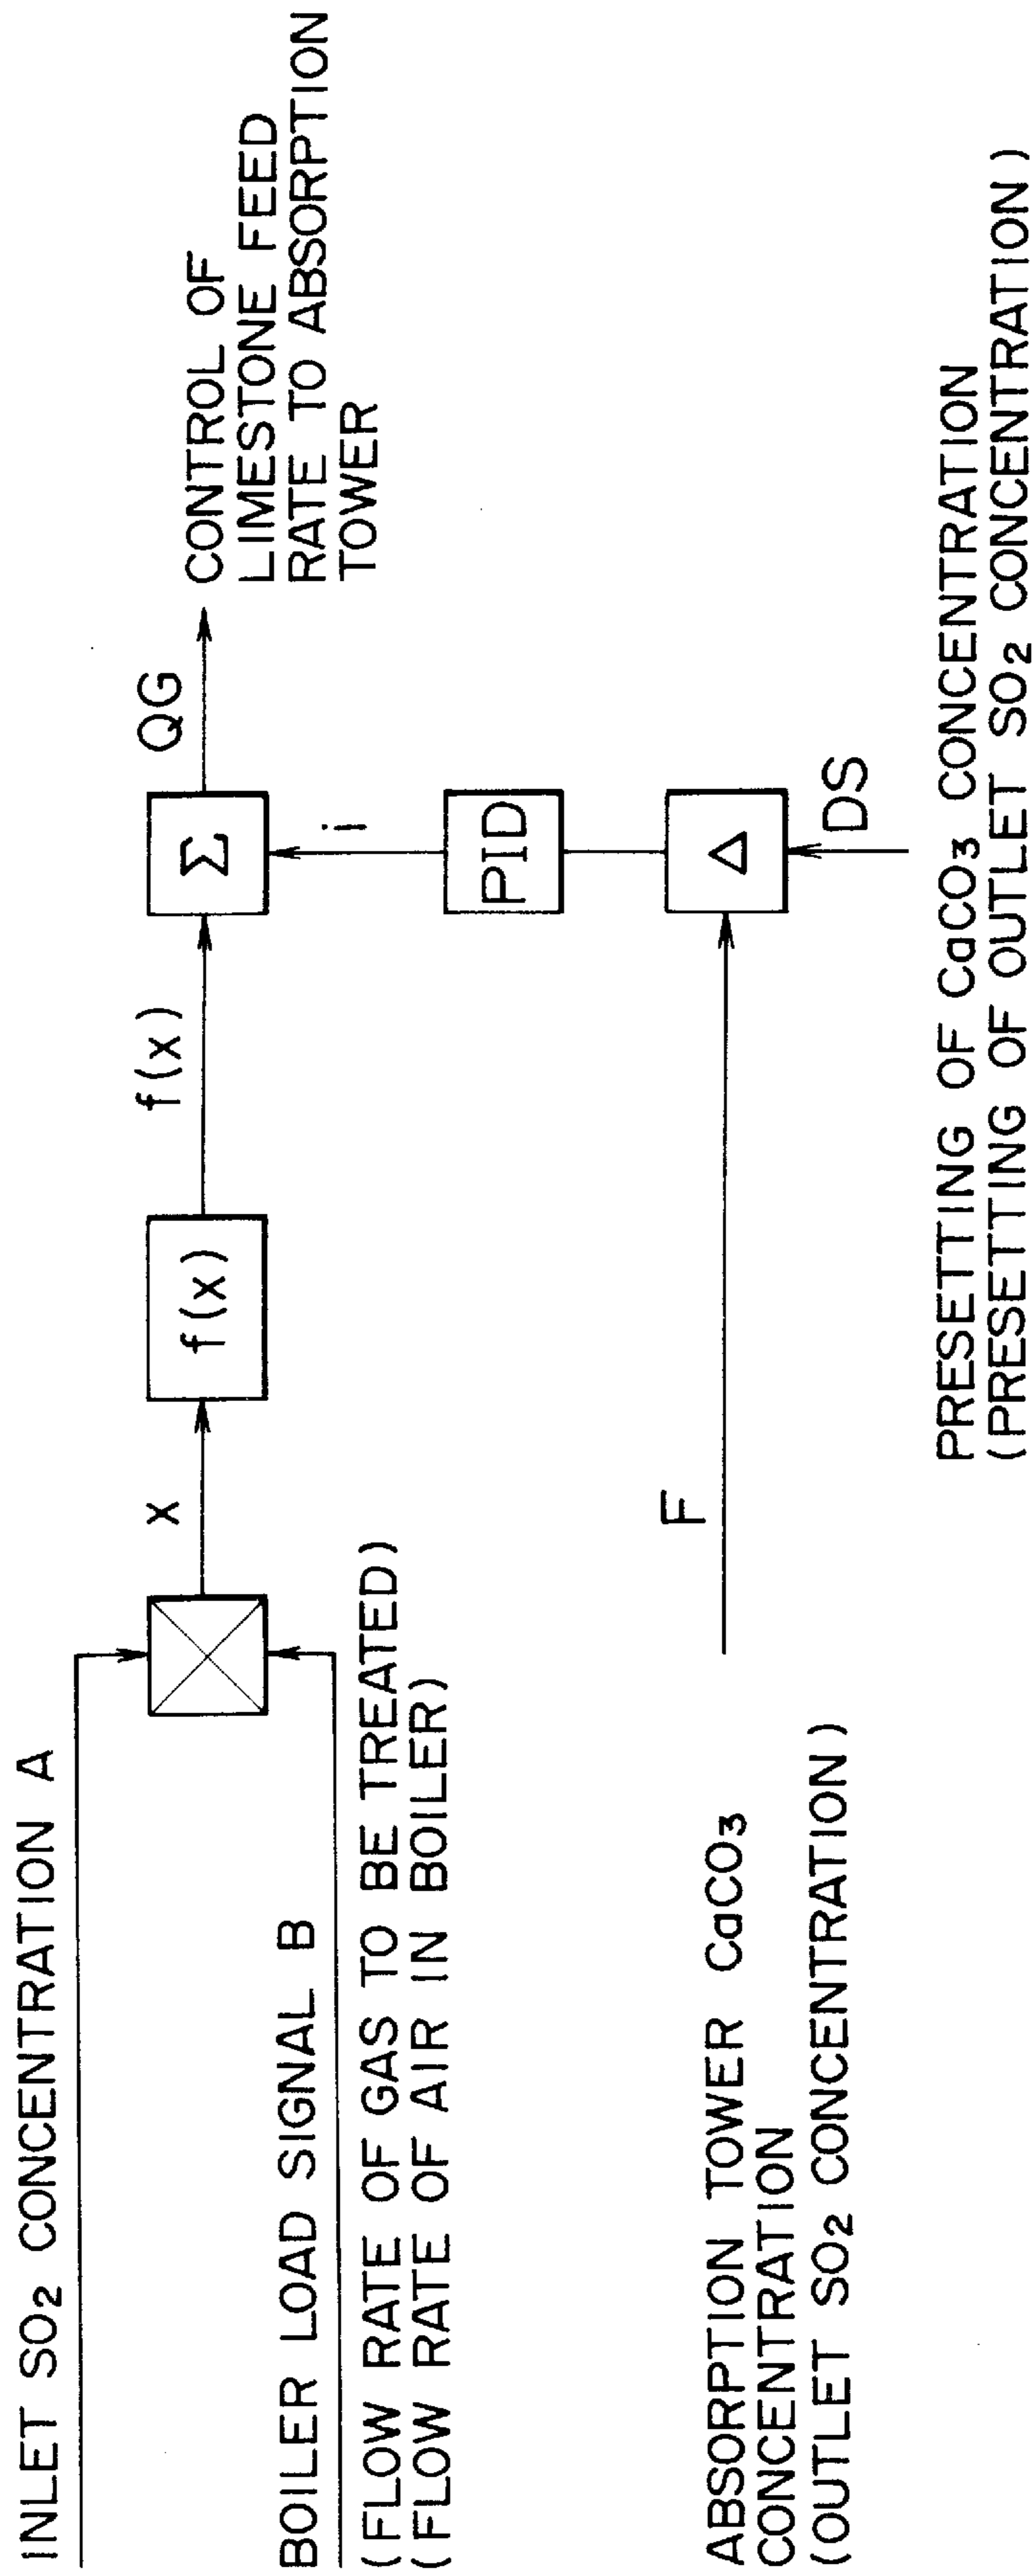 INLET SO2 CONCENTRATION A
BOILER LOAD SIGNAL B
(FLOW RATE OF GAS TO BE TREATED)
(FLOW RATE OF AIR IN BOILER)
X
f(x)
f(x)
Σ
QG
CONTROL OF
LIMESTONE FEED
RATE TO ABSORPTION
TOWER
i
PID
Δ
DS
F
ABSORPTION TOWER CaCO3
CONCENTRATION
(OUTLET SO2 CONCENTRATION)
PRESETTING OF CaCO3 CONCENTRATION
(PRESETTING OF OUTLET SO2 CONCENTRATION)